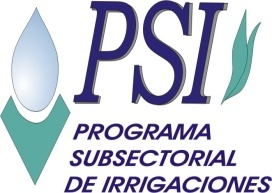 PSI
PROGRAMA
SUBSECTORIAL
DE IRRIGACIONES